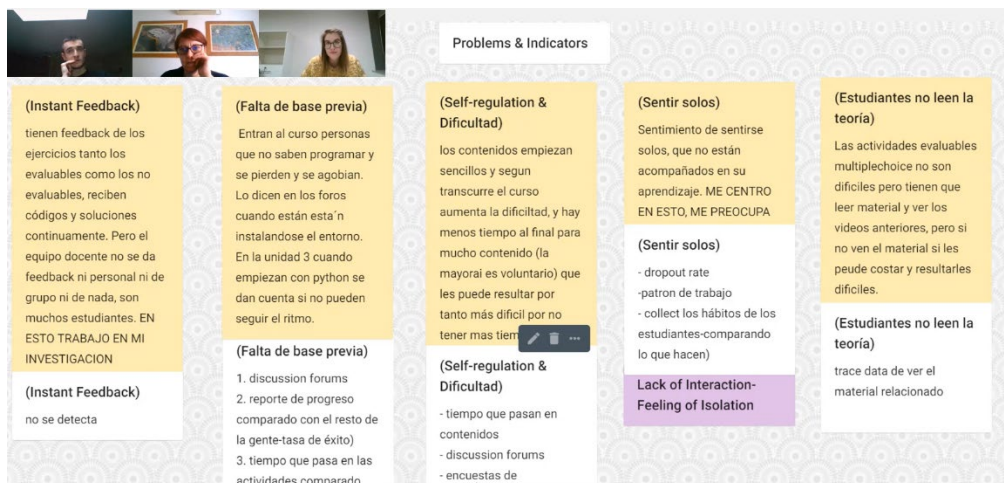 Problems & Indicators
(Instant Feedback)
tienen feedback de los
ejercicios tanto los
evaluables como los no
evaluables, reciben
códigos y soluciones
continuamente. Pero el
equipo docente no se da
feedback ni personal ni de
grupo ni de nada, son
muchos estudiantes. EN
ESTO TRABAJO EN MI
INVESTIGACION
(Instant Feedback)
no se detecta
(Falta de base previa)
Entran al curso personas
que no saben programar y
se pierden y se agobian.
Lo dicen en los foros
cuando están esta´n
instalandose el entorno.
En la unidad 3 cuando
empiezan con python se
dan cuenta si no pueden
seguir el ritmo.
(Falta de base previa)
1. discussion forums
2. reporte de progreso
comparado con el resto de
la gente-tasa de éxito)
3. tiempo que pasa en las
actividades comparado
(Self-regulation &
Dificultad)
los contenidos empiezan
sencillos y segun
transcurre el curso
aumenta la dificiltad, y hay
menos tiempo al final para
mucho contenido (la
mayorai es voluntario) que
les puede resultar por
tanto más dificil por no
tener mas
(Self-regulation &
Dificultad)
- tiempo que pasan en
contenidos
- discussion forums
- encuestas de
(Sentir solos)
Sentimiento de sentirse
solos, que no están
acompañados en su
aprendizaje. ME CENTRO
EN ESTO, ME PREOCUPA
(Sentir solos)
- dropout rate
-patron de trabajo
- collect los hábitos de los
estudiantes-comparando
lo que hacen)
Lack of Interaction-
Feeling of Isolation
(Estudiantes no leen la
teoría)
Las actividades evaluables
multiplechoice no son
dificiles pero tienen que
leer material y ver los
videos anteriores, pero si
no ven el material si les
peude costar y resultarles
dificiles.
(Estudiantes no leen la
teoría)
trace data de ver el
material relacionado